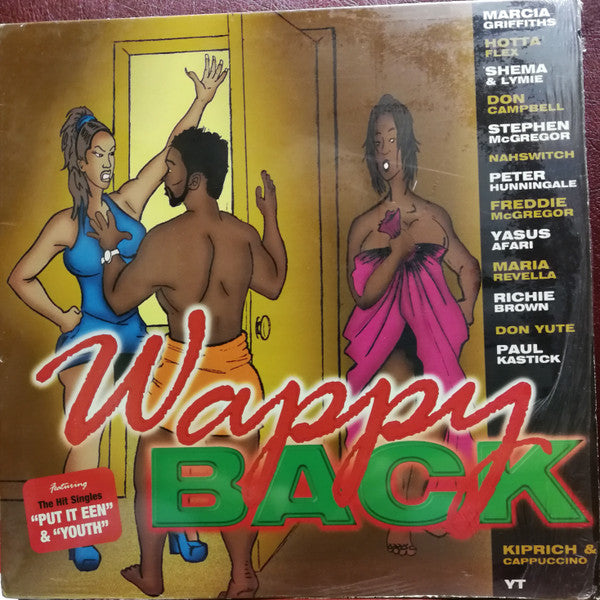 MARCIA
GRIFFITHS
HOTTA
FLEX
SHEMA
& LYMIE
DON
CAMPBELL
STEPHEN
McGREGOR
NAHSWITCH
PETER
HUNNINGALE
FREDDIE
McGREGOR
YASUS
AFARI
MARIA
REVELLA
RICHIE
BROWN
DON YUTE
PAUL
KASTICK
Wappy
BACK
Featuring
The Hit Singles
"PUT IT EEN"
& "YOUTH"
KIPRICH &
CAPPUCCINO
YT